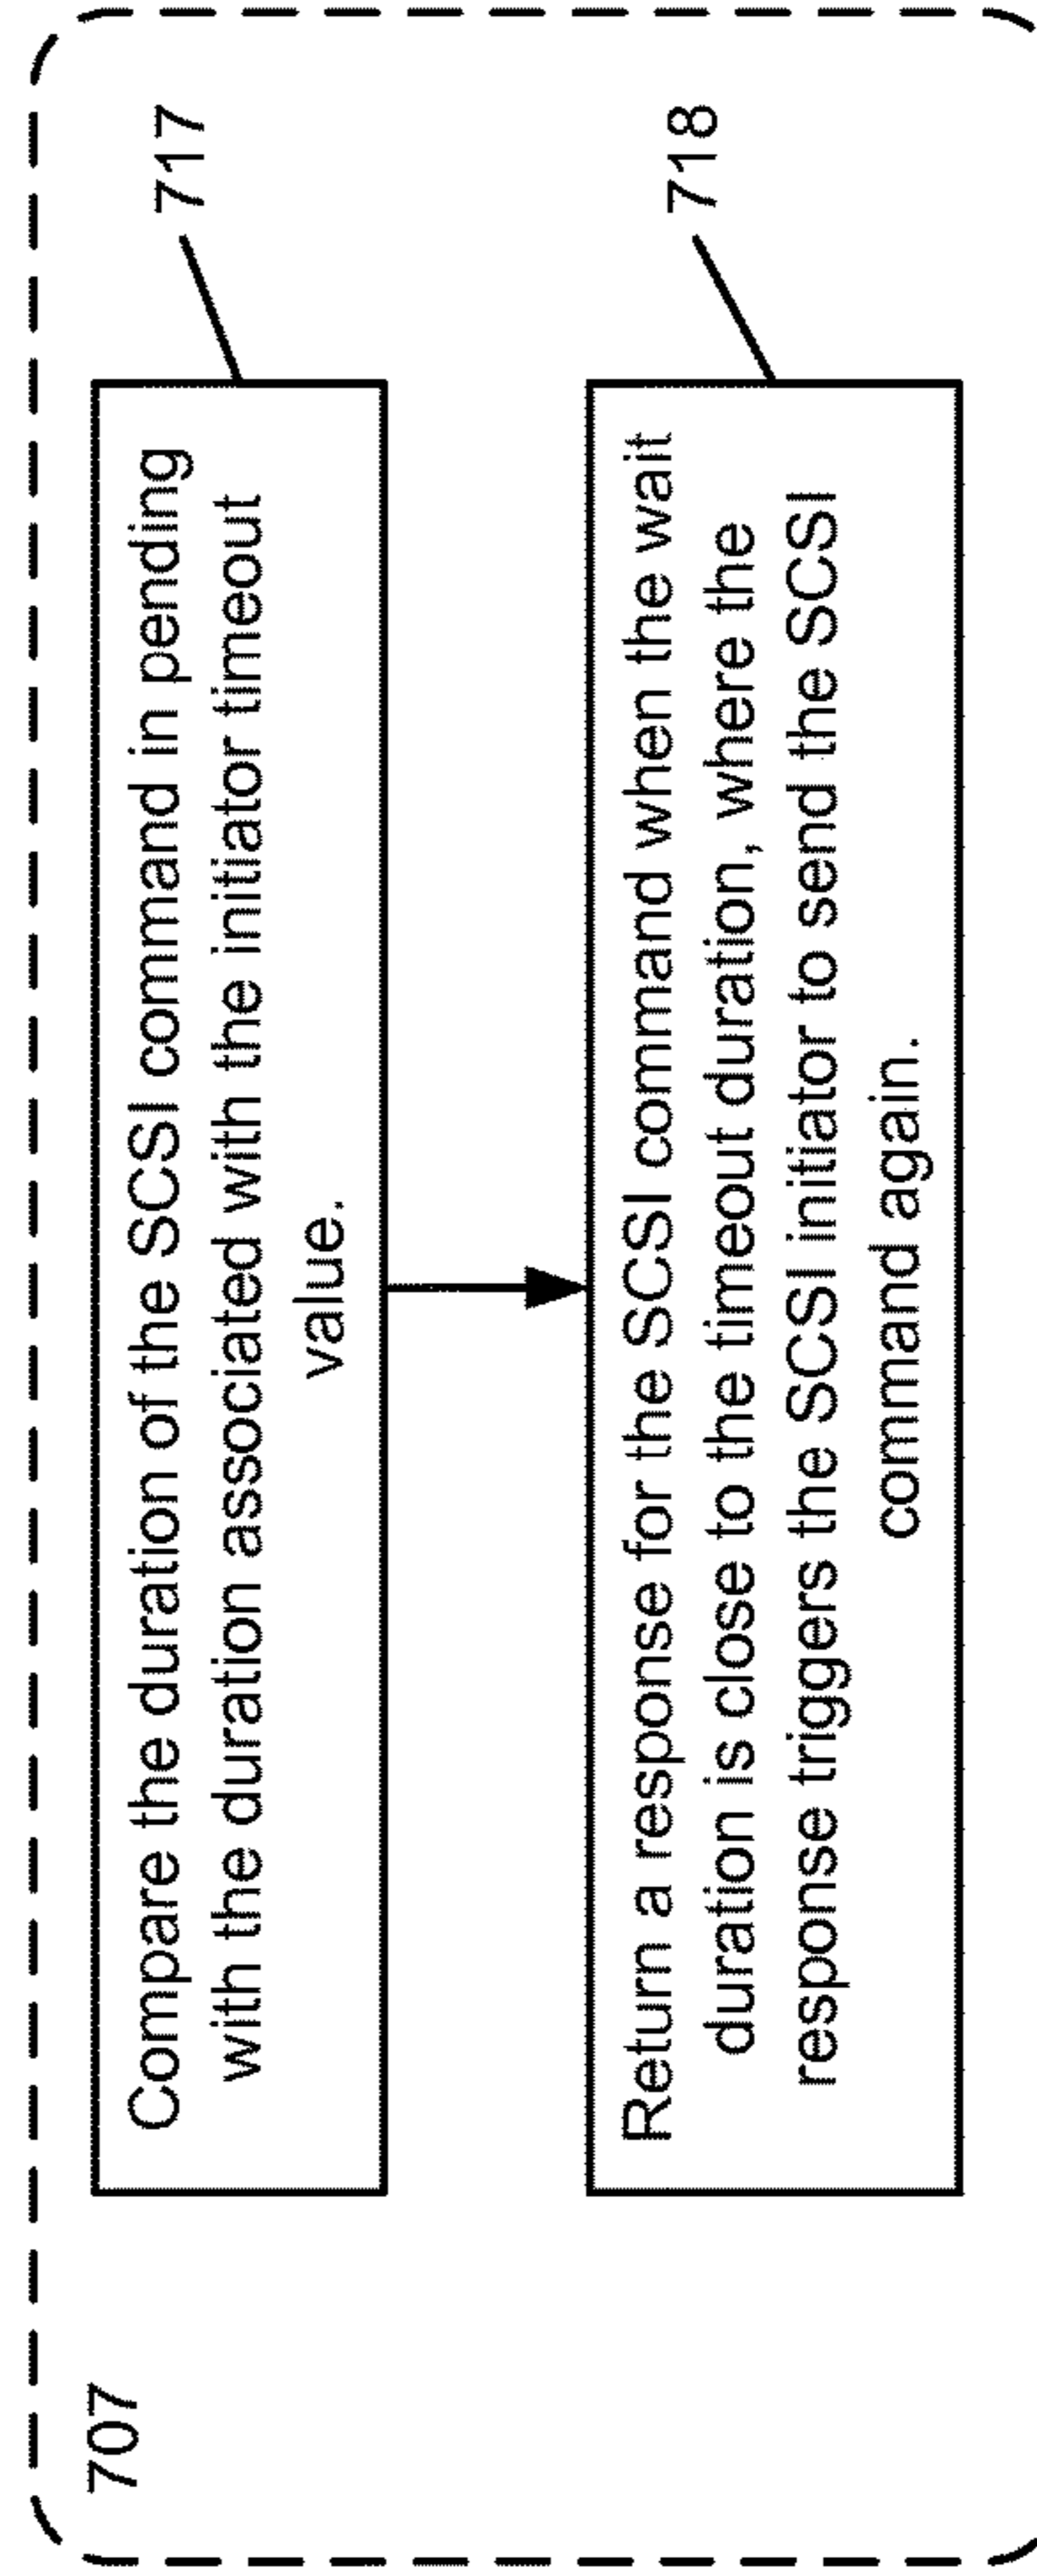 707
717
Compare the duration of the SCSI command in pending
with the duration associated with the initiator timeout
value.
718
Return a response for the SCSI command when the wait
duration is close to the timeout duration, where the
response triggers the SCSI initiator to send the SCSI
command again.